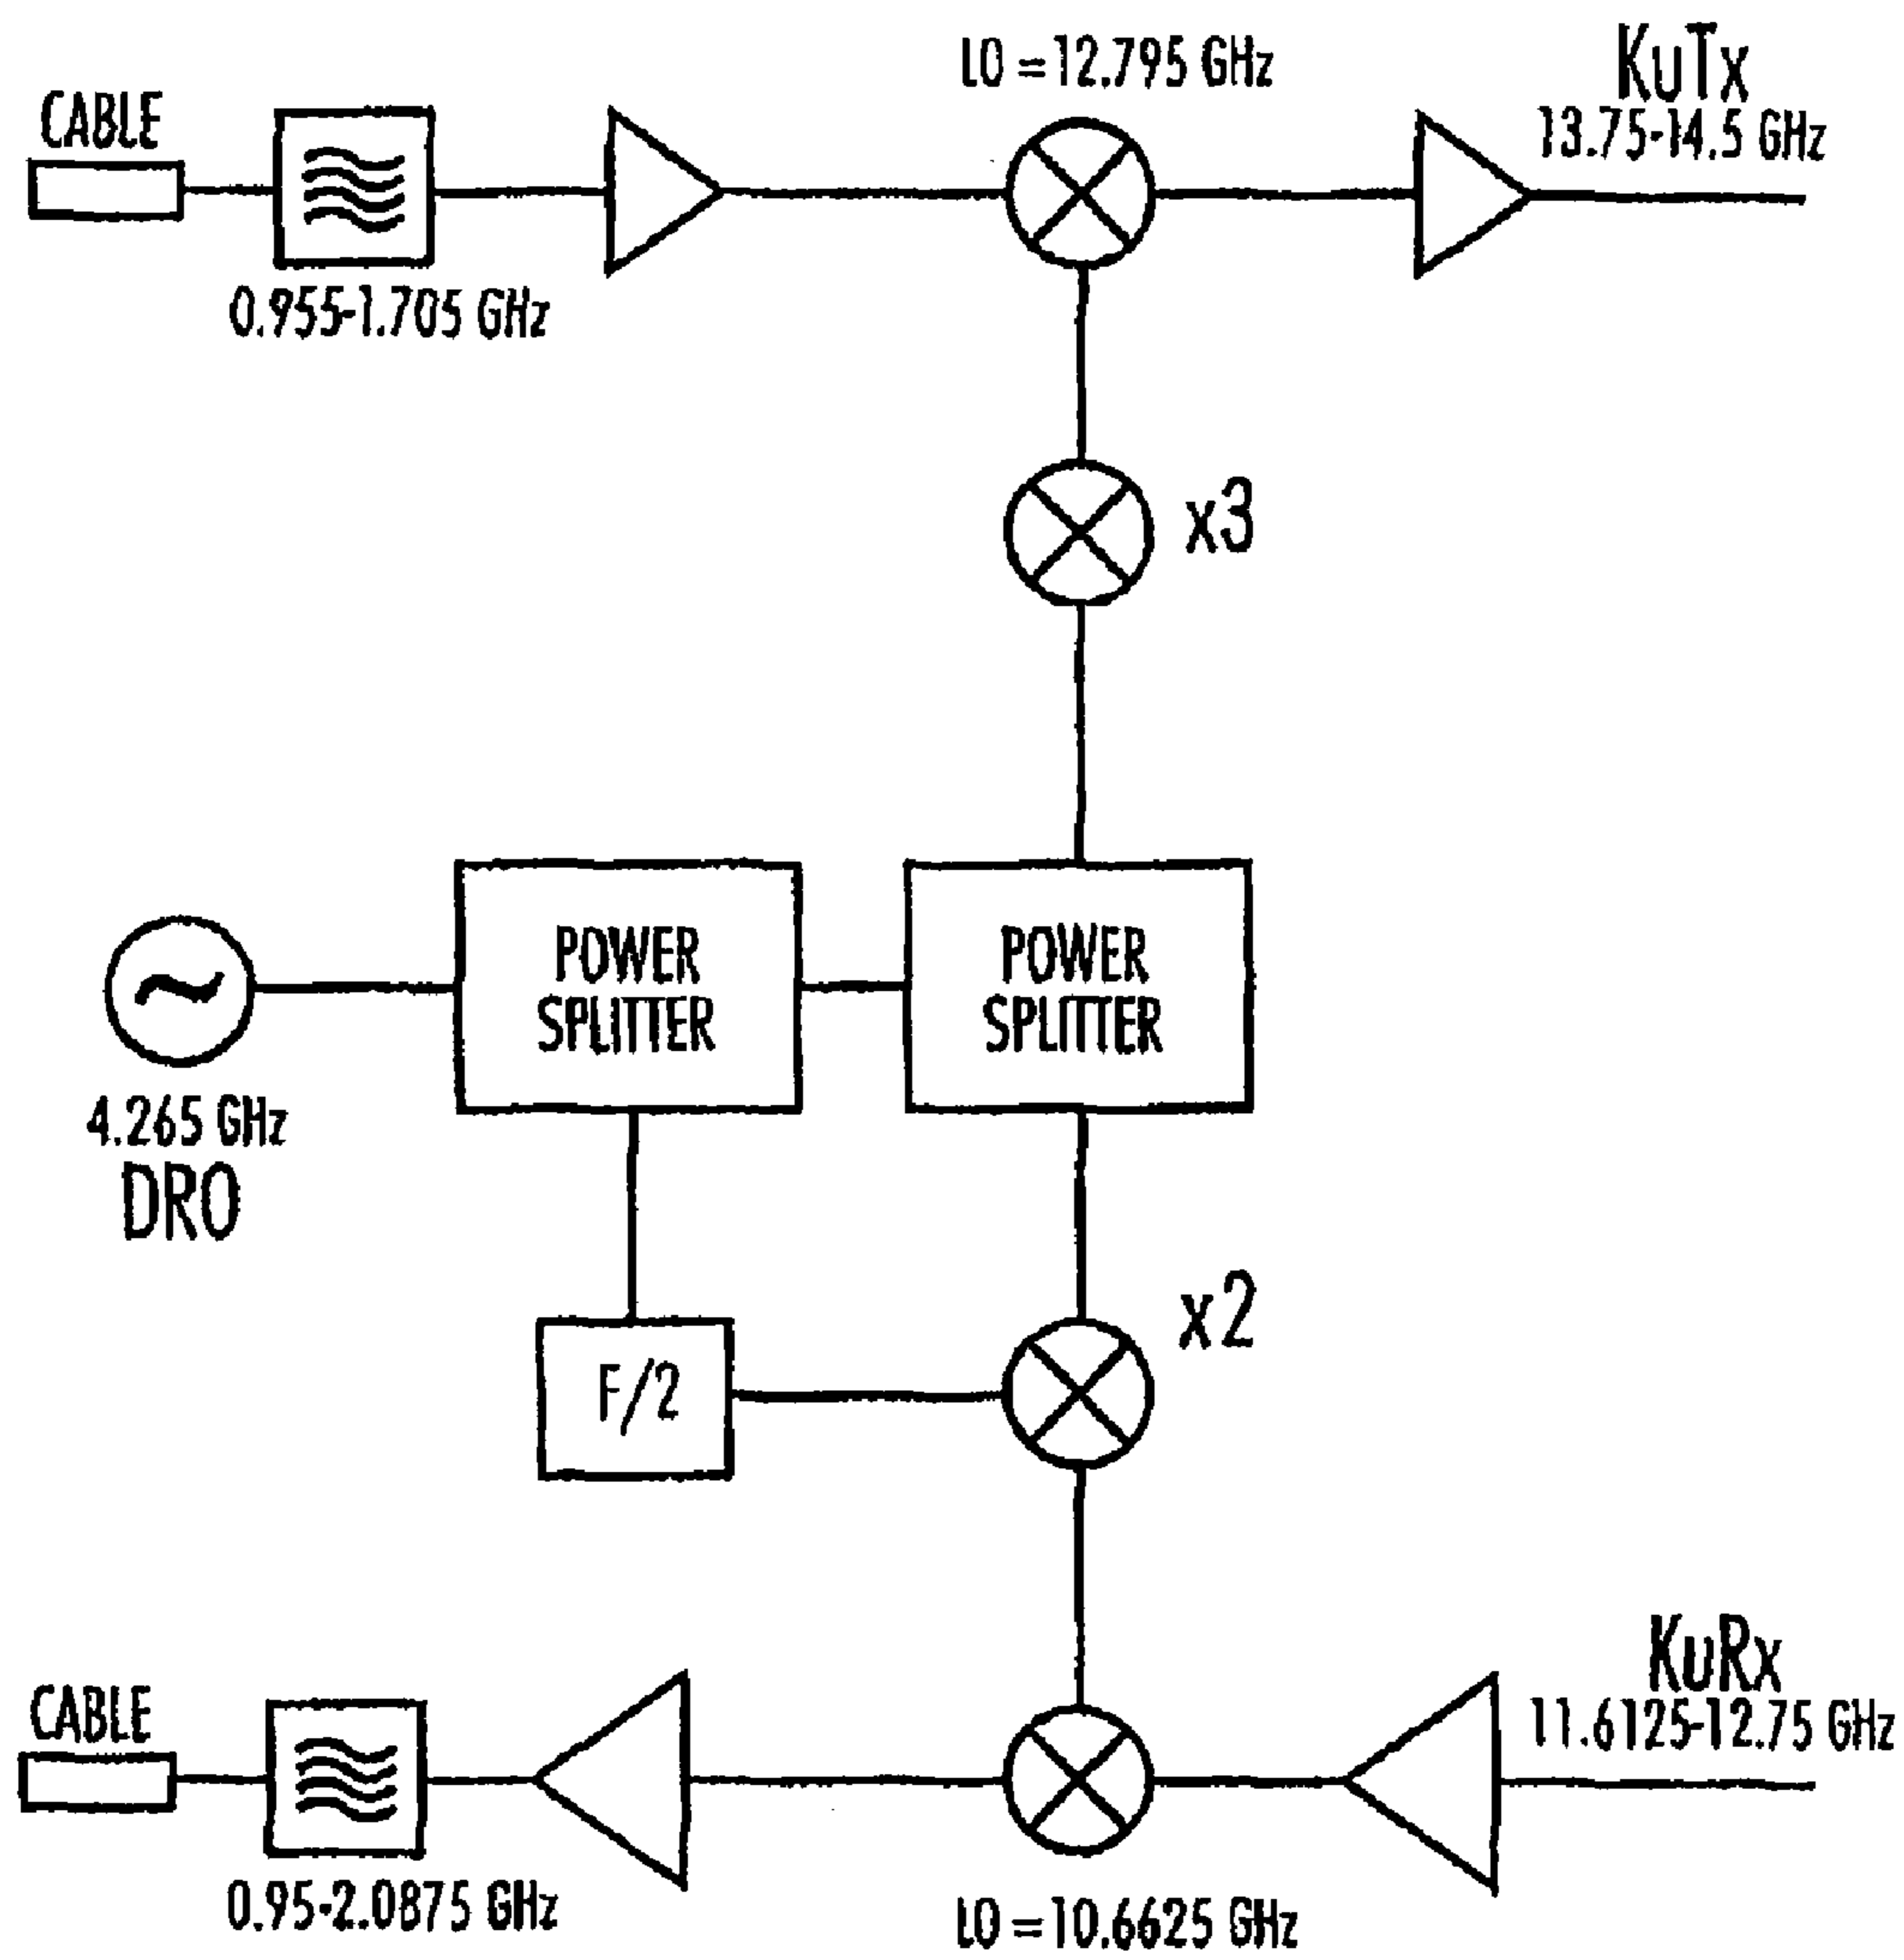 LO = 12.795 GHz
KuTx
13.75-14.5 GHz
CABLE
0.955-1.705 GHz
x3
POWER
SPLITTER
POWER
SPLITTER
4.265 GHz
DRO
x2
F/2
KuRx
11.6125-12.75 GHz
CABLE
0.95-2.0875 GHz
LO = 10.6625 GHz